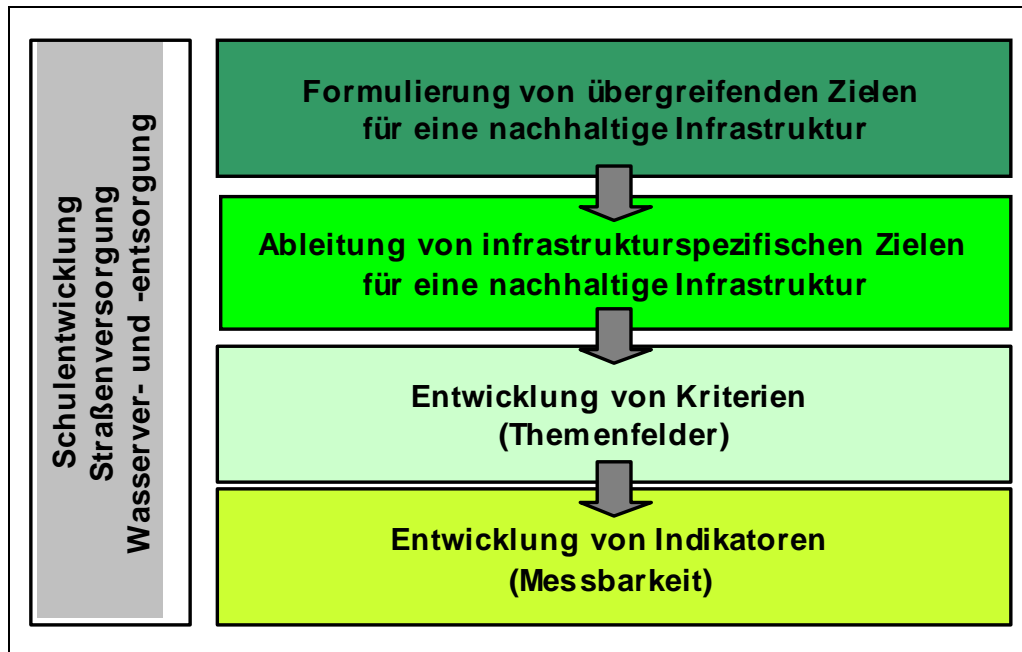 Schulentwicklung
Straßenversorgung
Wasserver- und -entsorgung
Formulierung von übergreifenden Zielen
für eine nachhaltige Infrastruktur
Ableitung von infrastrukturspezifischen Zielen
für eine nachhaltige Infrastruktur
Entwicklung von Kriterien
(Themenfelder)
Entwicklung von Indikatoren
(Messbarkeit)